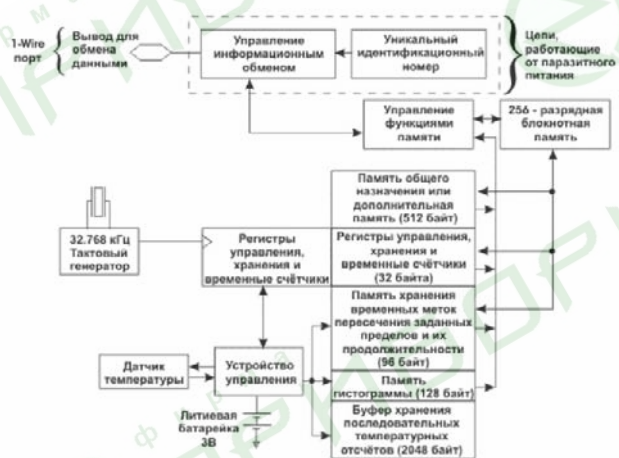 1-Wire
порт
Вывод для
обмена
данными
Управление
информационным
обменом
Уникальный
идентификационный
номер
Цепи,
работающие
от паразитного
питания
Управление
функциями
памяти
256 - разрядная
блокнотная
память
Память общего
назначения или
дополнительная
память (512 байт)
32.768 кГц
Тактовый
генератор
Регистры
управления,
хранения и
временные счётчики
Регистры управления,
хранения и
временные счётчики
(32 байта)
Память хранения
временных меток
пересечения заданных
пределов и их
продолжительности
(96 байт)
Датчик
температуры
Устройство
управления
Память
гистограммы (128 байт)
Литиевая
батарейка
3В
Буфер хранения
последовательных
температурных
отсчётов (2048 байт)